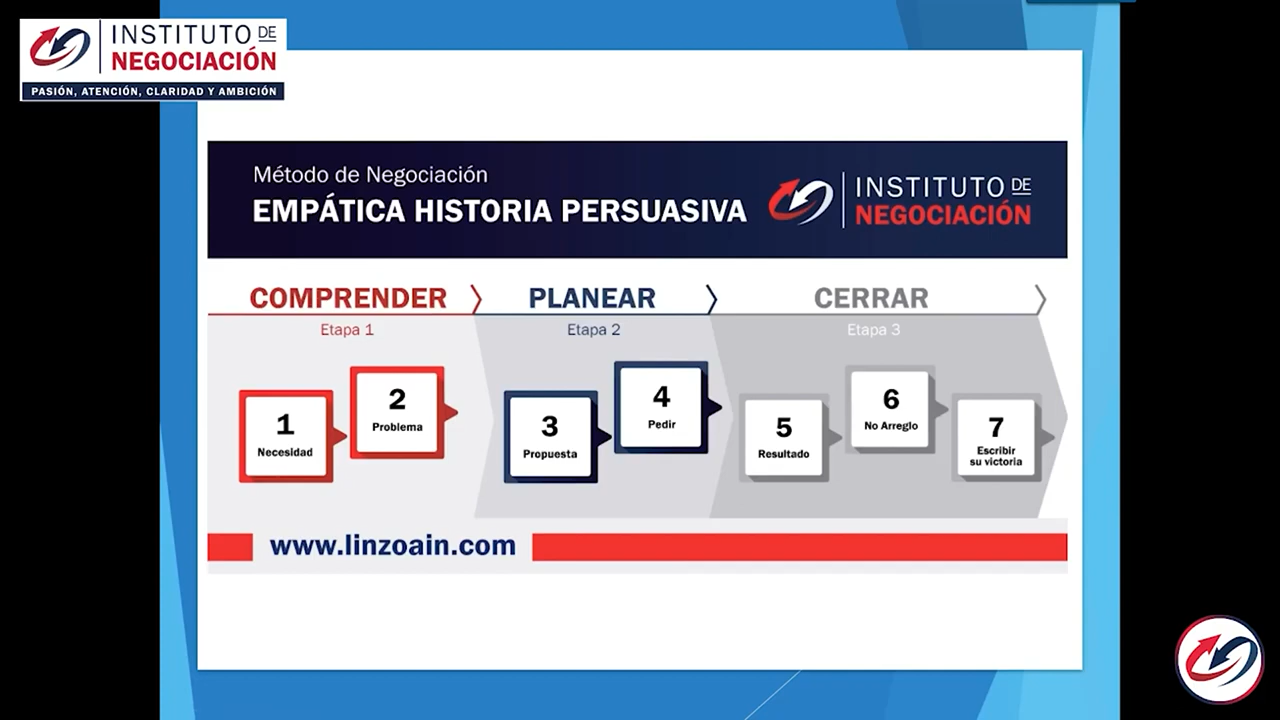 INSTITUTO DE
NEGOCIACIÓN
PASIÓN, ATENCIÓN, CLARIDAD Y AMBICIÓN
Método de Negociación
EMPÁTICA HISTORIA PERSUASIVA
INSTITUTO DE
NEGOCIACIÓN
COMPRENDER
Etapa 1
PLANEAR
Etapa 2
CERRAR
Etapa 3
1
Necesidad
2
Problema
3
Propuesta
4
Pedir
5
Resultado
6
No Arreglo
7
Escribir
su victoria
www.linzoain.com